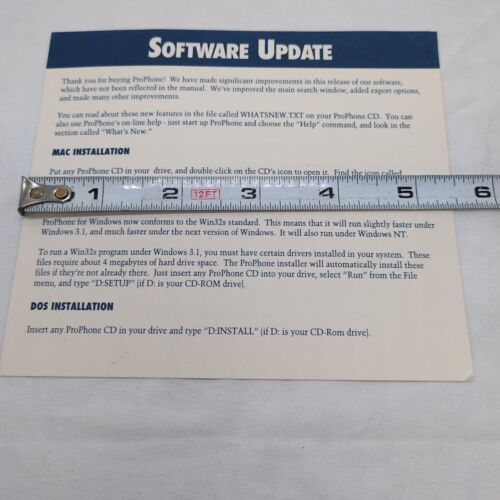 SOFTWARE UPDATE
Thank you for buying ProPhone! We have made significant improvements in this release of our software,
which have not been reflected in the manual. We've improved the main search window, added export options,
and made many other improvements.
You can read about these new features in the file called WHATSNEW.TXT on your ProPhone CD. You can
also use ProPhone's on-line help - just start up ProPhone and choose the "Help" command, and look in the
section called "What's New."
MAC INSTALLATION
Put any ProPhone CD in your drive, and double-click on the CD's icon to open it. Find the icon called
1 2 12FT 3 4 5 6
ProPhone for Windows now conforms to the Win32s standard. This means that it will run slightly faster under
Windows 3.1, and much faster under the next version of Windows. It will also run under Windows NT.
To run a Win32s program under Windows 3.1, you must have certain drivers installed in your system. These
files require about 4 megabytes of hard drive space. The ProPhone installer will automatically install these
files if they're not already there. Just insert any ProPhone CD into your drive, select "Run" from the File
menu, and type "D:SETUP" (if D: is your CD-ROM drive).
DOS INSTALLATION
Insert any ProPhone CD in your drive and type "D:INSTALL" (if D: is your CD-Rom drive).